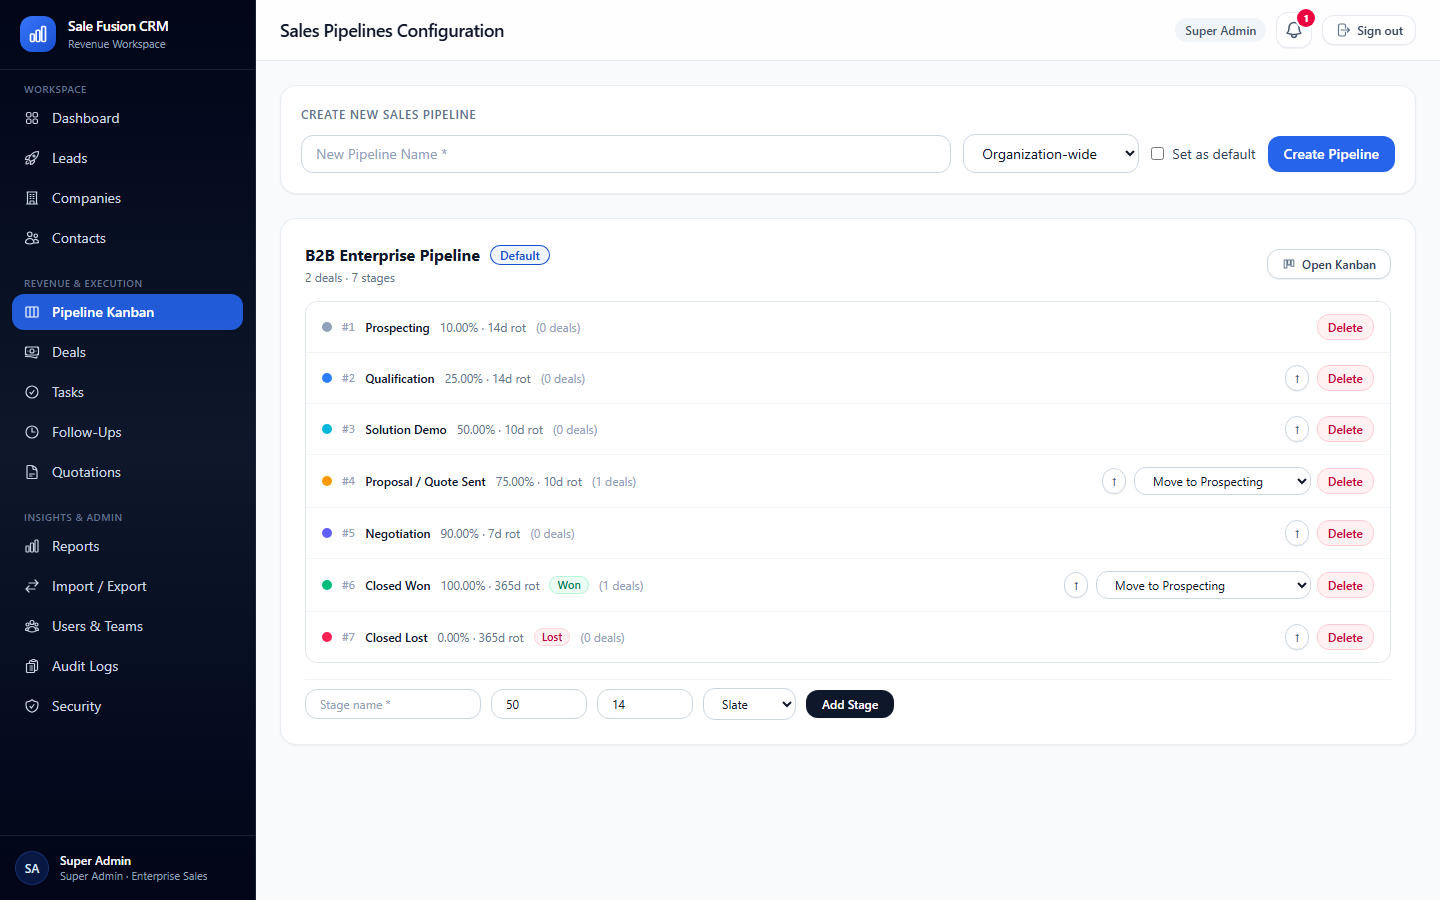 Sale Fusion CRM
Revenue Workspace
WORKSPACE
Dashboard
Leads
Companies
Contacts
REVENUE & EXECUTION
Pipeline Kanban
Deals
Tasks
Follow-Ups
Quotations
INSIGHTS & ADMIN
Reports
Import / Export
Users & Teams
Audit Logs
Security
SA
Super Admin
Super Admin · Enterprise Sales
Sales Pipelines Configuration
Super Admin
1
Sign out
CREATE NEW SALES PIPELINE
New Pipeline Name *
Organization-wide
Set as default
Create Pipeline
B2B Enterprise Pipeline Default
2 deals · 7 stages
Open Kanban
#1 Prospecting 10.00% · 14d rot (0 deals) Delete
#2 Qualification 25.00% · 14d rot (0 deals) ↑ Delete
#3 Solution Demo 50.00% · 10d rot (0 deals) ↑ Delete
#4 Proposal / Quote Sent 75.00% · 10d rot (1 deals) ↑ Move to Prospecting Delete
#5 Negotiation 90.00% · 7d rot (0 deals) ↑ Delete
#6 Closed Won 100.00% · 365d rot Won (1 deals) ↑ Move to Prospecting Delete
#7 Closed Lost 0.00% · 365d rot Lost (0 deals) ↑ Delete
Stage name * 50 14 Slate Add Stage